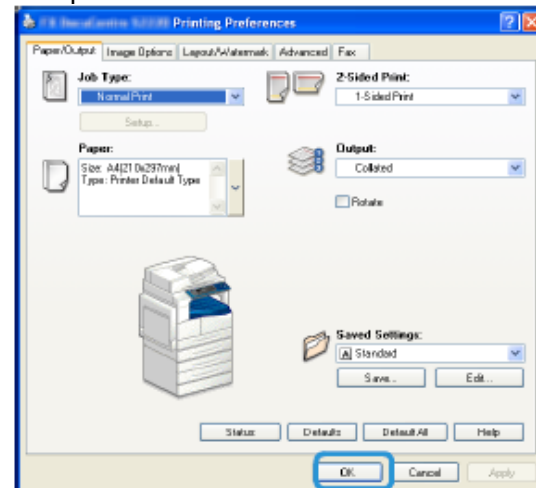 Printing Preferences
Paper/Output Image Options Layout/Watermark Advanced Fax
Job Type:
Normal Print
Setup...
2-Sided Print:
1-Sided Print
Paper:
Size: A4(210x297mm)
Type: Printer Default Type
Output:
Collated
Rotate
Saved Settings:
A Standard
Save... Edit...
Status Defaults Default All Help
OK Cancel Apply